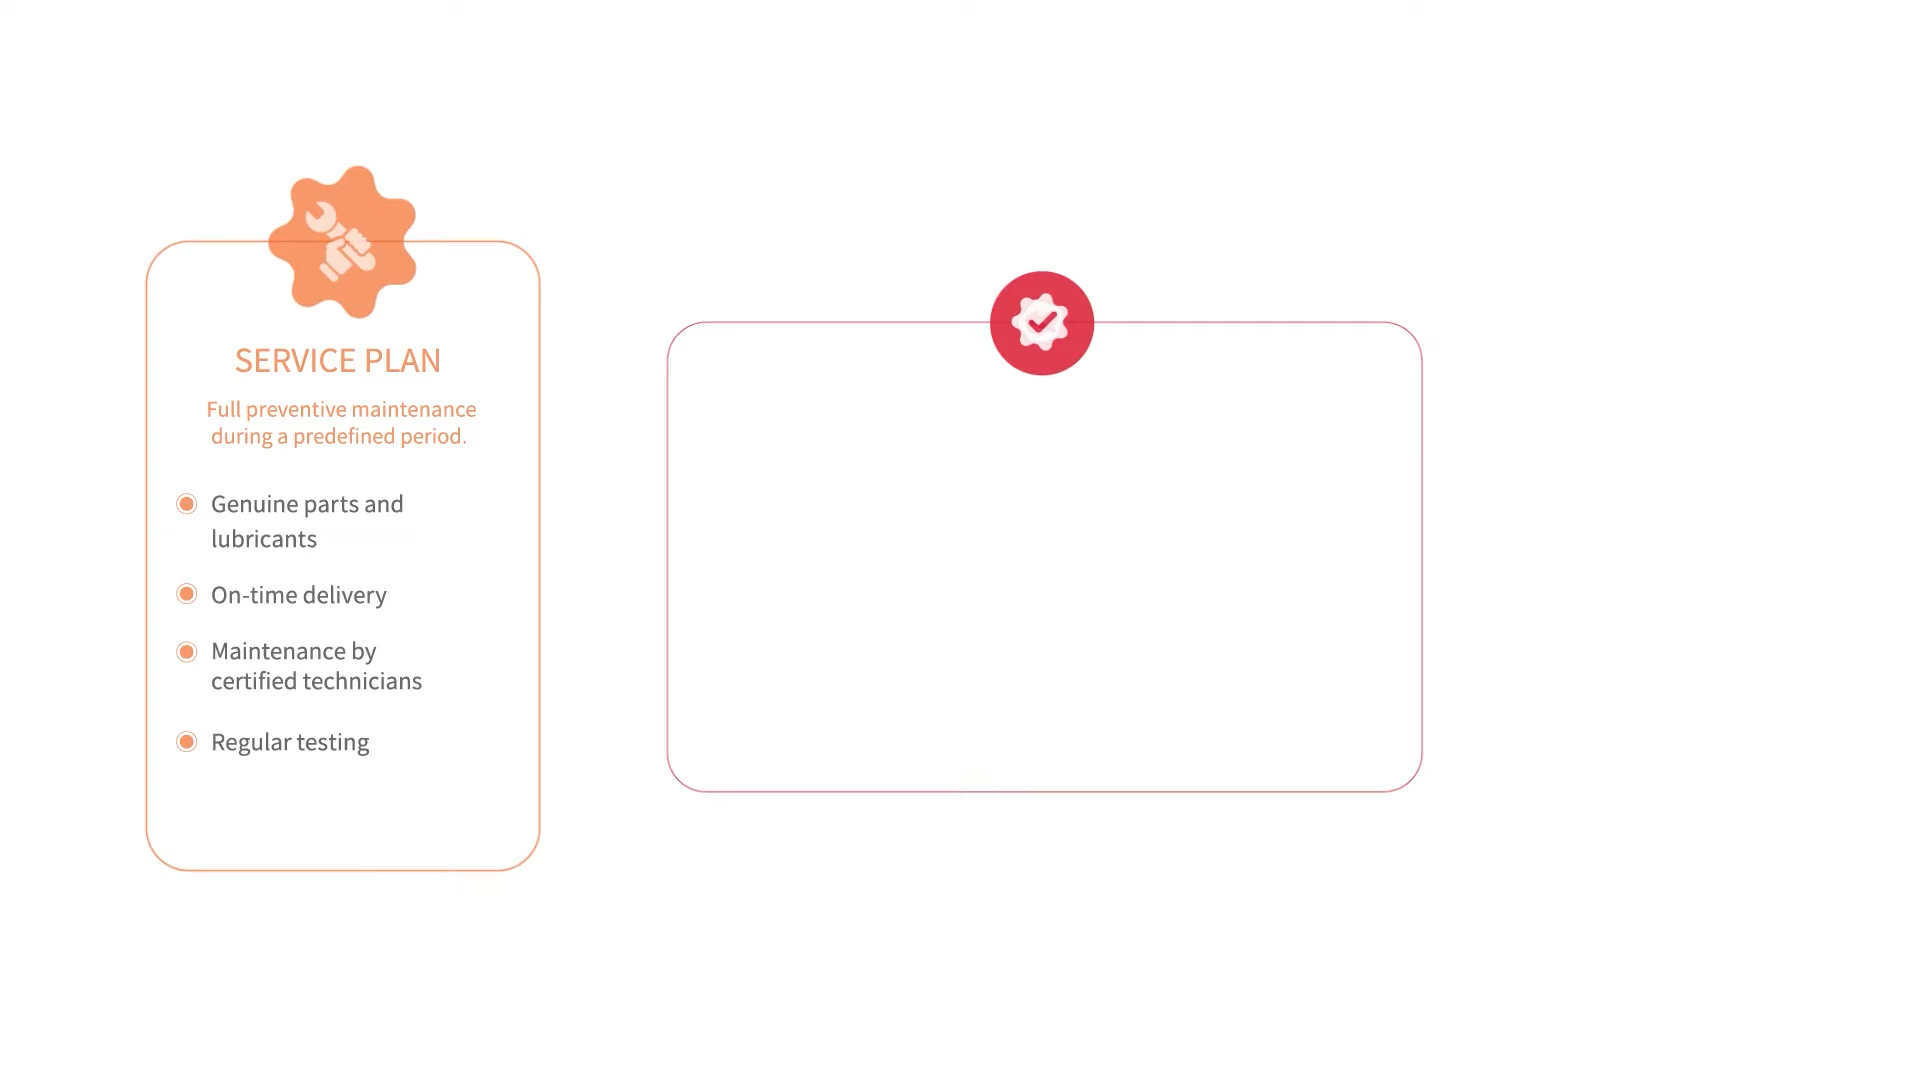 SERVICE PLAN
Full preventive maintenance
during a predefined period.
Genuine parts and
lubricants
On-time delivery
Maintenance by
certified technicians
Regular testing